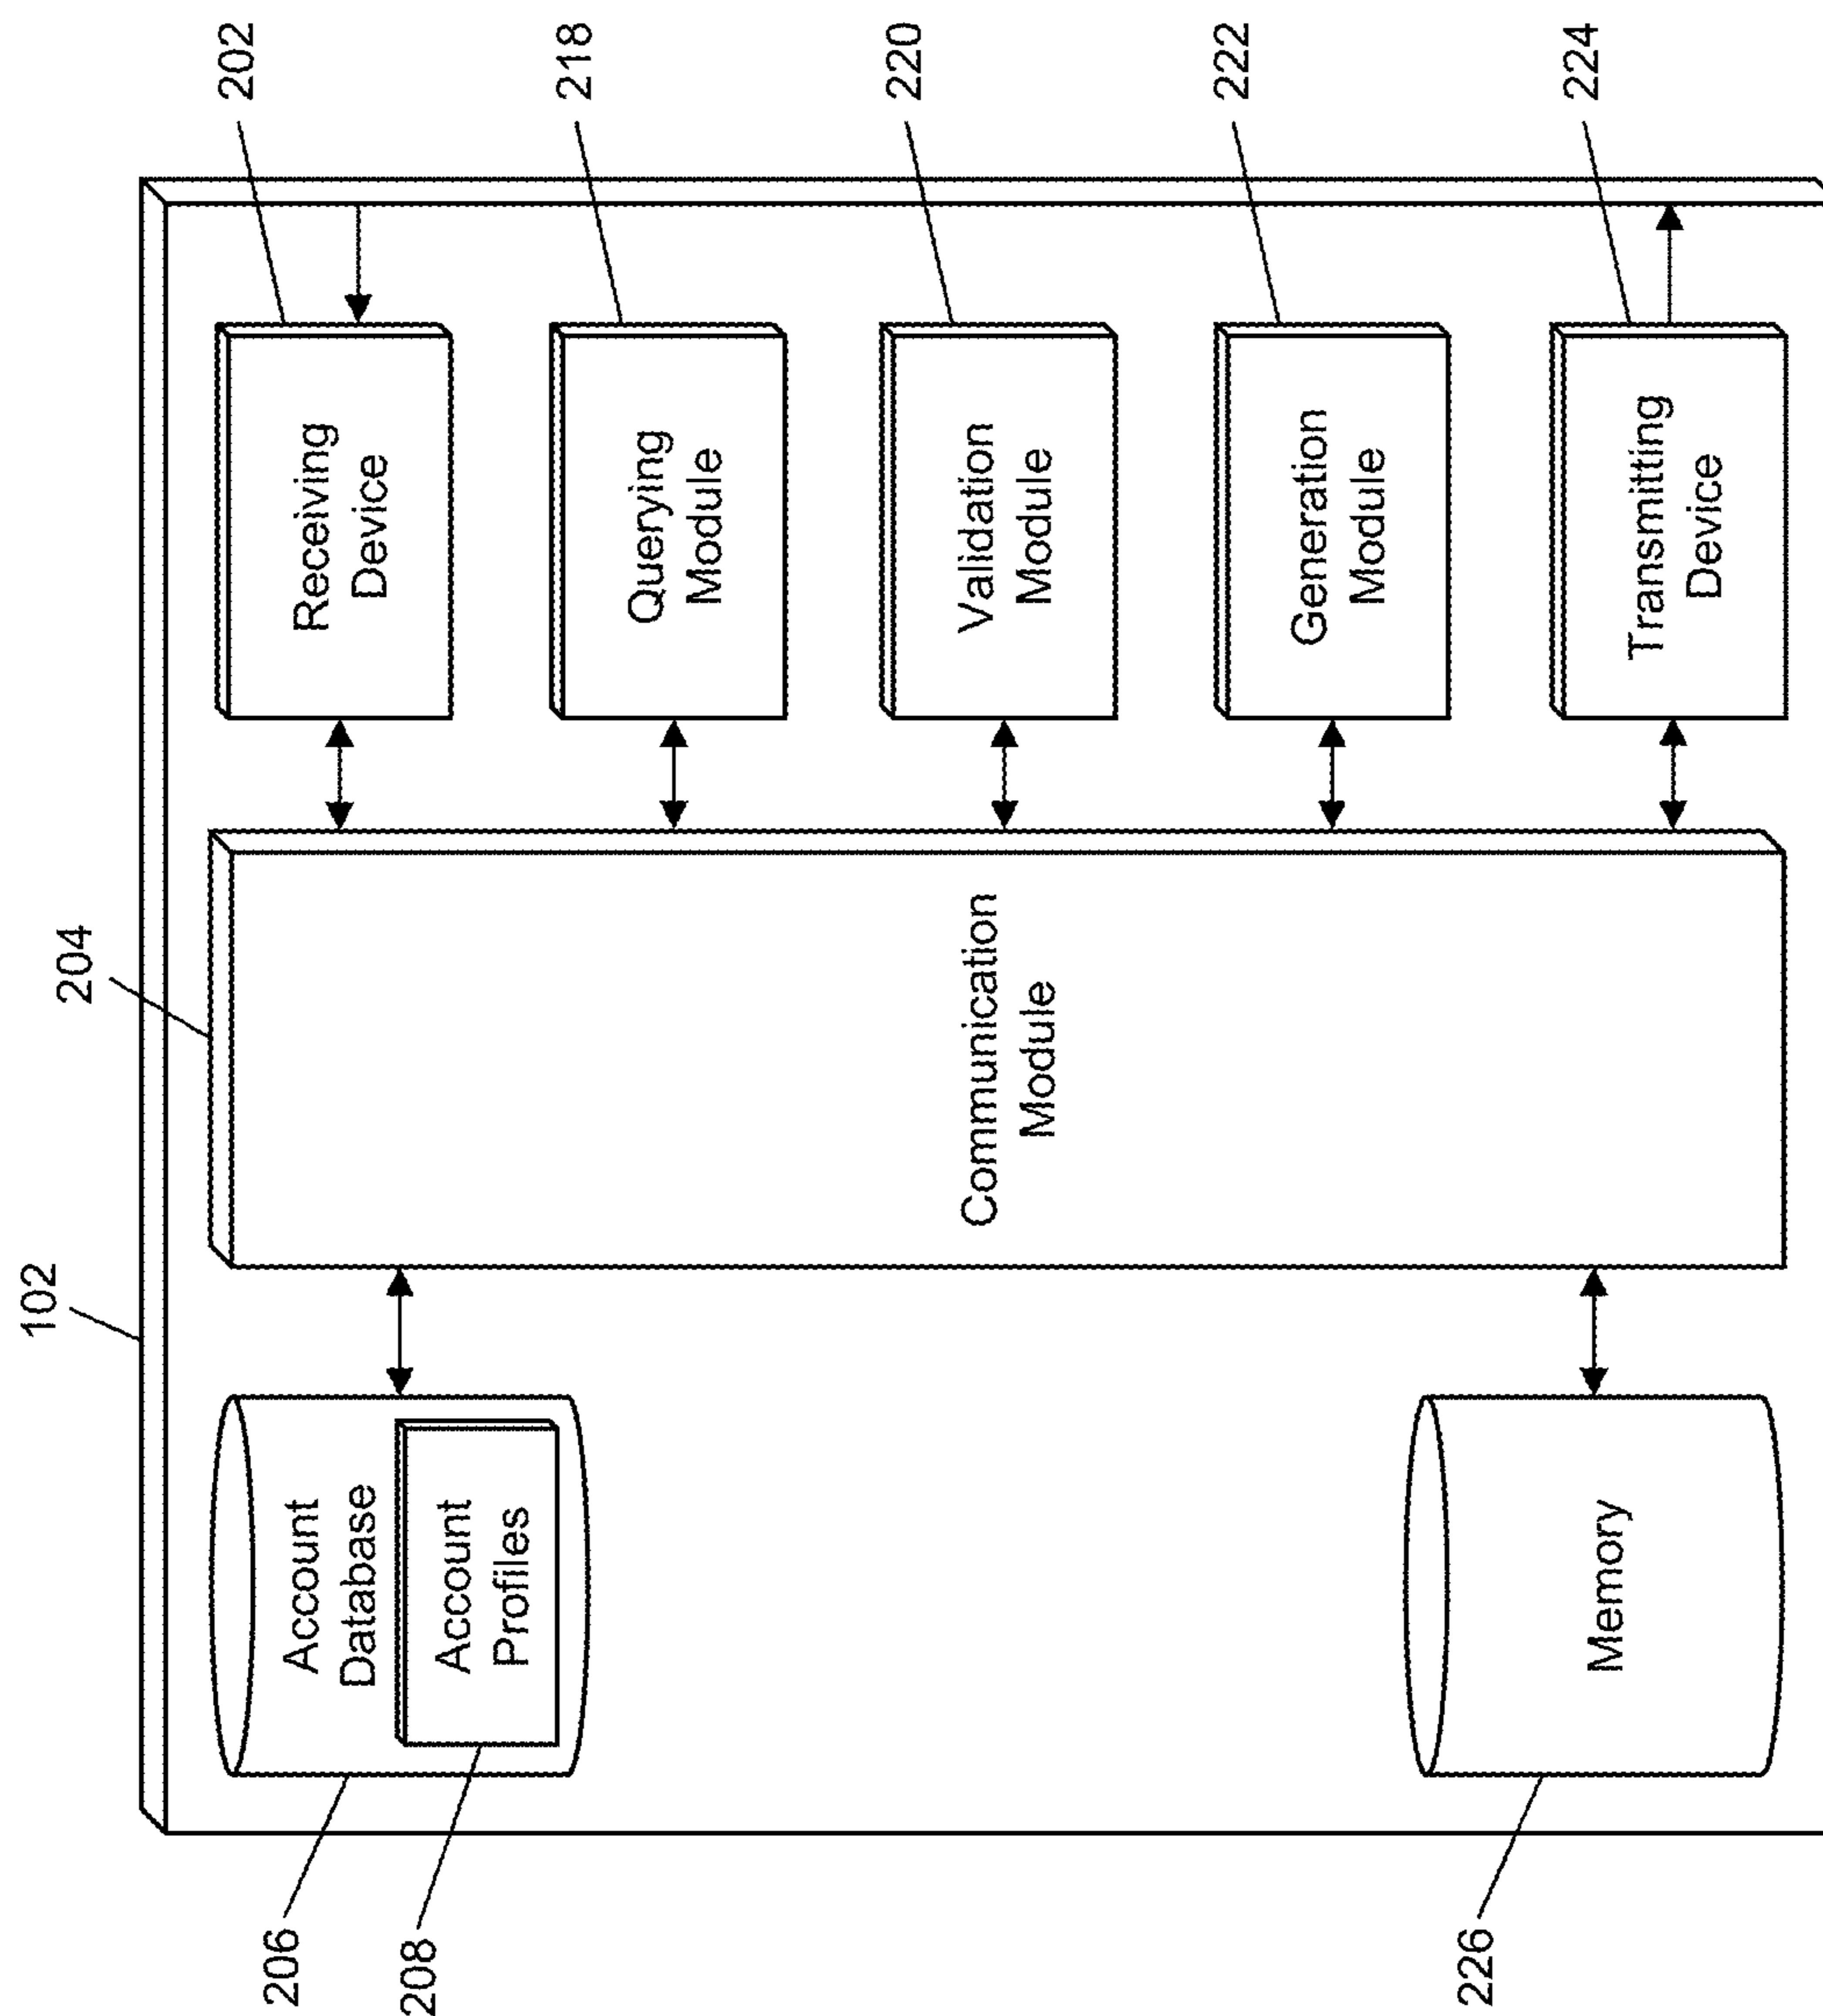 102
204
202
206
Account
Database
Receiving
Device
208
Account
Profiles
218
Querying
Module
220
Communication
Module
Validation
Module
222
Generation
Module
226
Memory
224
Transmitting
Device